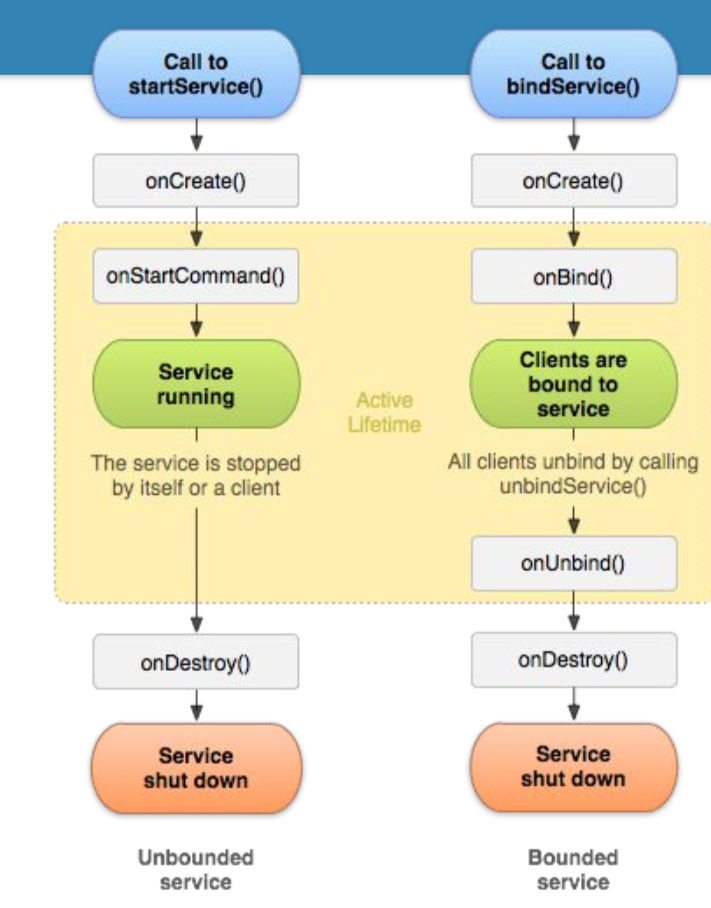 Call to
startService()
onCreate()
onStartCommand()
Service
running
The service is stopped
by itself or a client
onDestroy()
Service
shut down
Unbounded
service
Active
Lifetime
Call to
bindService()
onCreate()
onBind()
Clients are
bound to
service
All clients unbind by calling
unbindService()
onUnbind()
onDestroy()
Service
shut down
Bounded
service